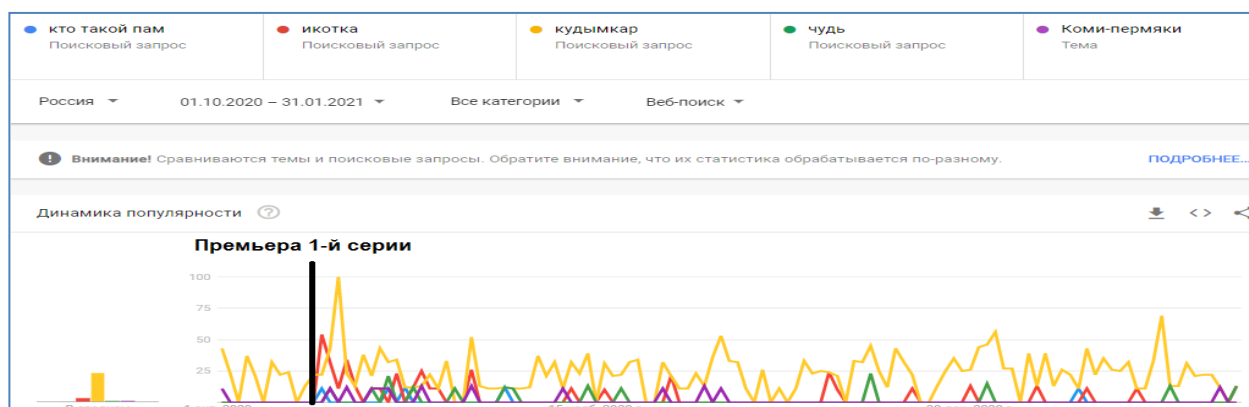 кто такой пам
Поисковый запрос
икотка
Поисковый запрос
кудымкар
Поисковый запрос
чудь
Поисковый запрос
Коми-пермяки
Тема
Россия 01.10.2020 – 31.01.2021 Все категории Веб-поиск
Внимание! Сравниваются темы и поисковые запросы. Обратите внимание, что их статистика обрабатывается по-разному. ПОДРОБНЕЕ...
Динамика популярности
Премьера 1-й серии
100
75
50
25